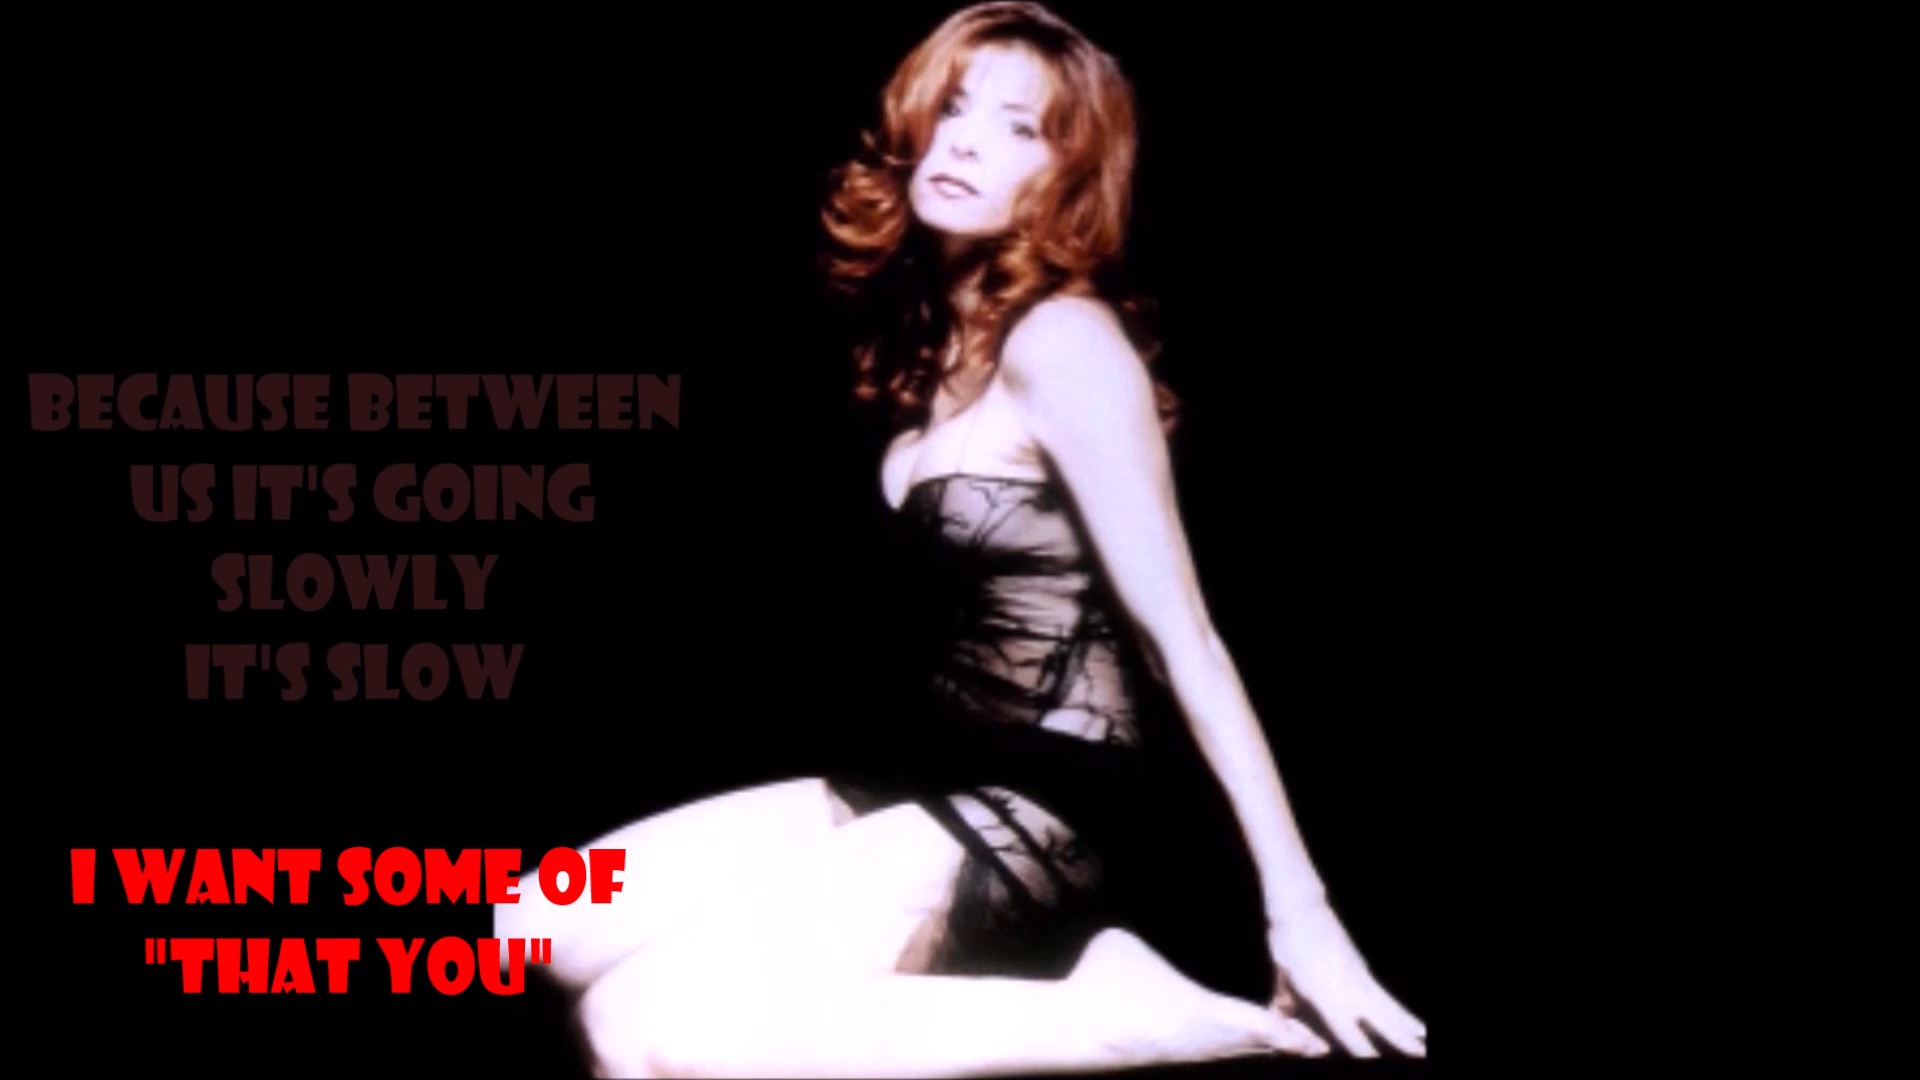 BECAUSE BETWEEN
US IT'S GOING
SLOWLY
IT'S SLOW
I WANT SOME OF
"THAT YOU"